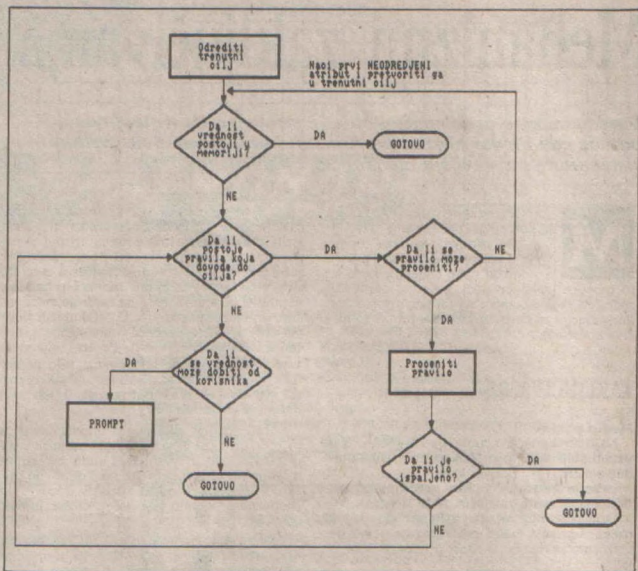 Odrediti
trenutni
cilj
Naci prvi NEODREDJENI
atribut i pretvoriti ga
u trenutni cilj
Da li
vrednost
postoji u
memoriji?
DA
GOTOVO
NE
Da li
postoje
pravila koja
dovode do
cilja?
DA
Da li se
pravilo moze
proceniti?
NE
NE
DA
Da li
se vrednost
moze dobiti od
korisnika
DA
PROMPT
Proceniti
pravilo
NE
GOTOVO
Da li je
pravilo
ispaljeno?
DA
GOTOVO
NE